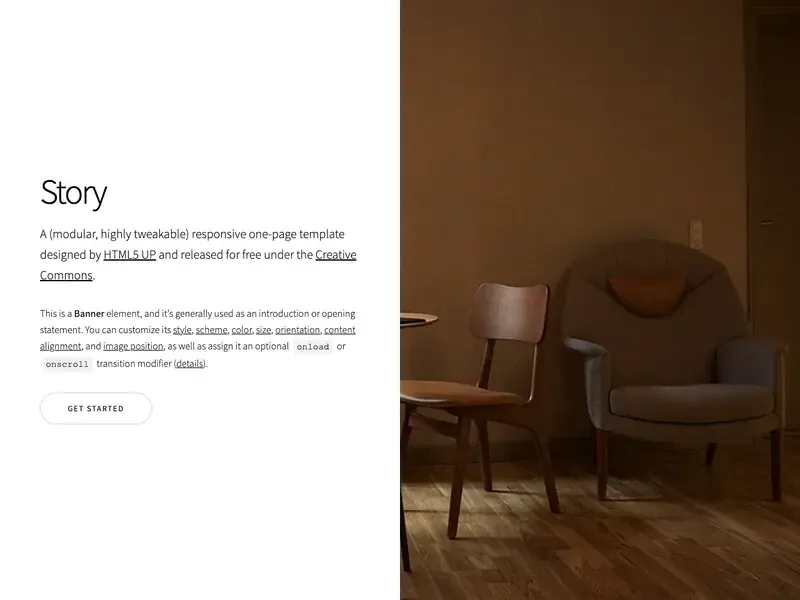 Story
A (modular, highly tweakable) responsive one-page template
designed by HTML5 UP and released for free under the Creative
Commons.
This is a Banner element, and it's generally used as an introduction or opening
statement. You can customize its style, scheme, color, size, orientation, content
alignment, and image position, as well as assign it an optional onload or
onscroll transition modifier (details).
GET STARTED